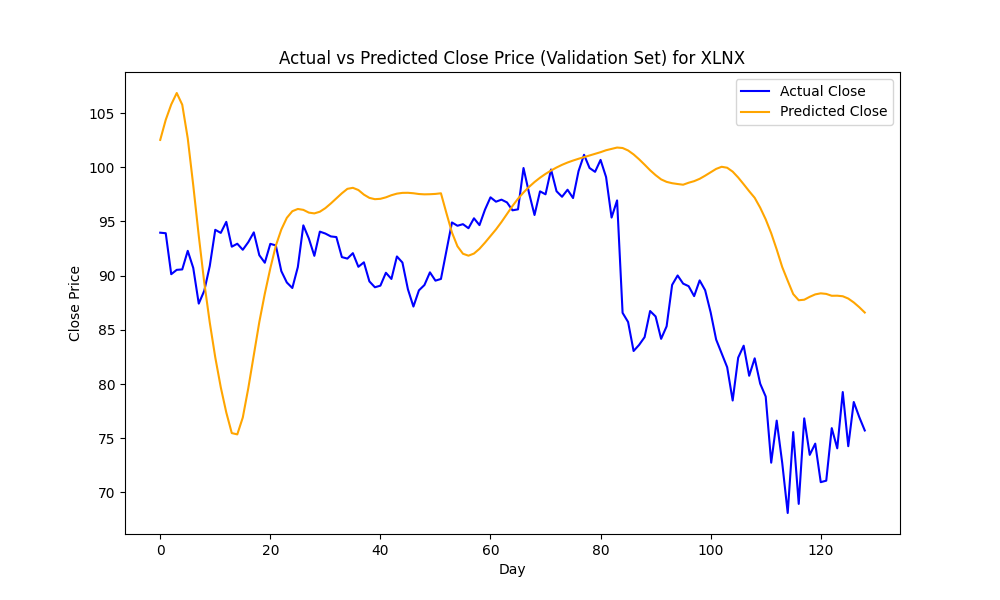 Actual vs Predicted Close Price (Validation Set) for XLNX
Actual Close
Predicted Close
Close Price
105
100
95
90
85
80
75
70
0 20 40 60 80 100 120
Day